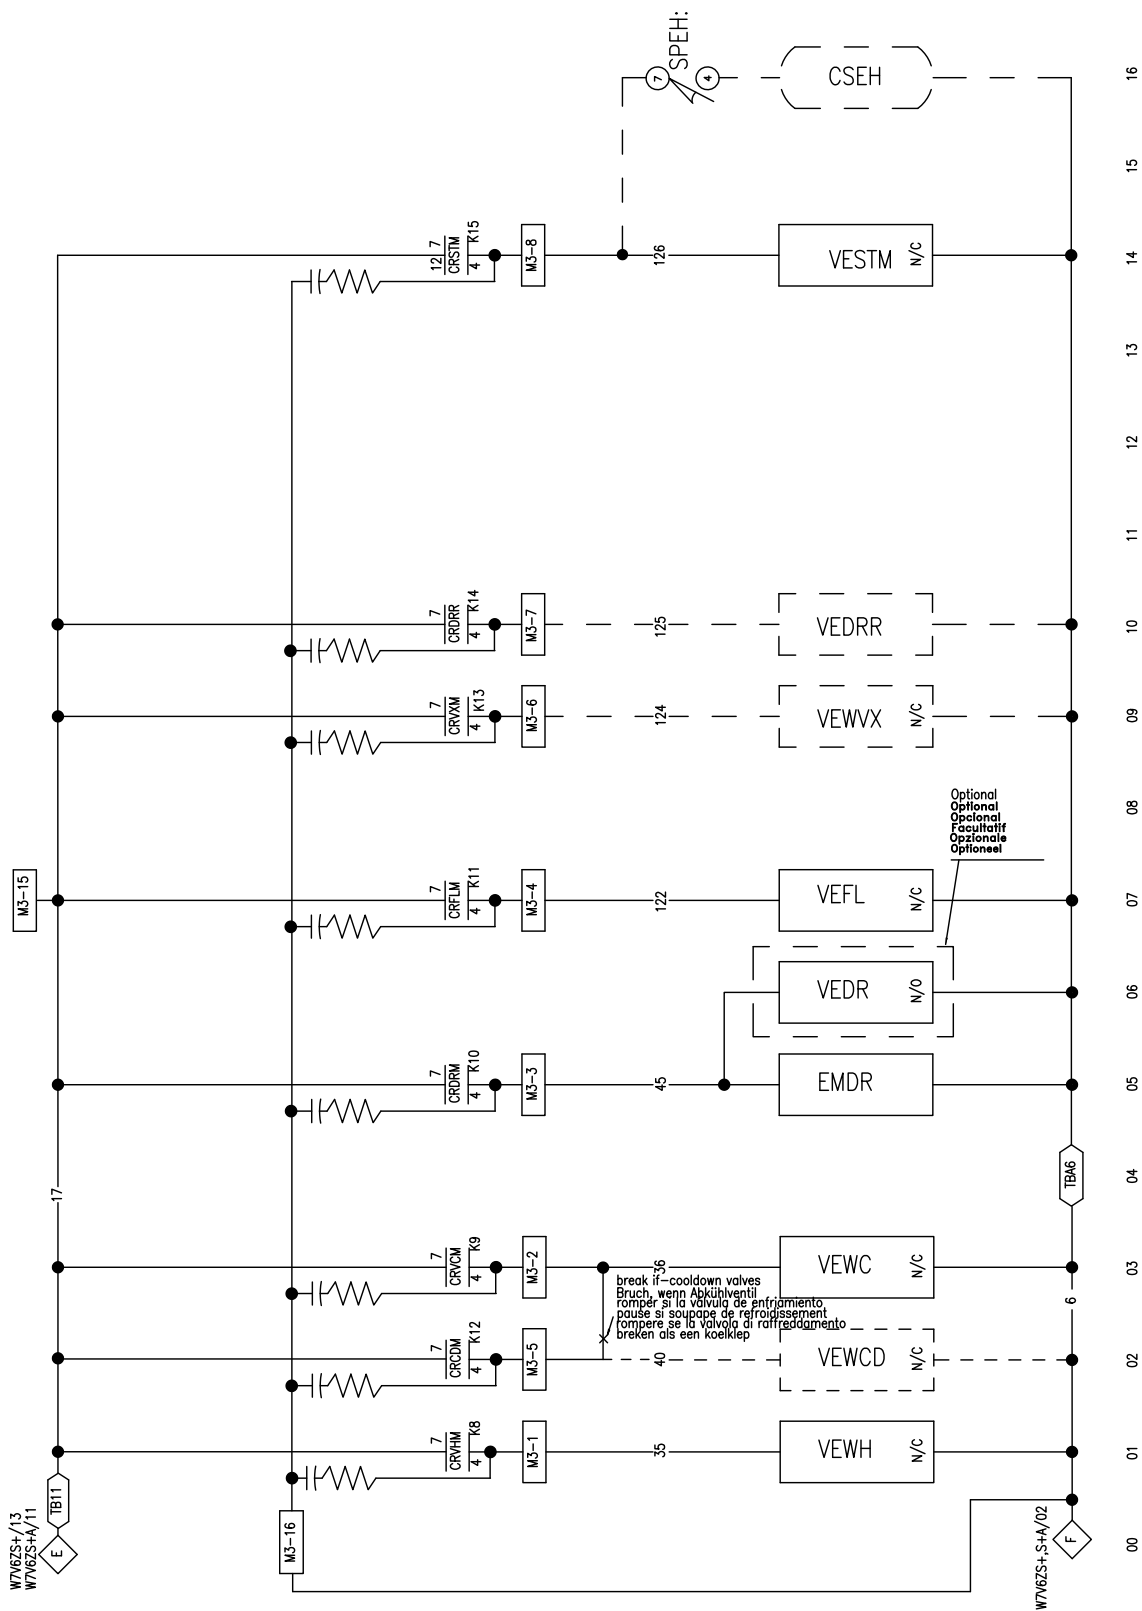 SPEH:
7
4
CSEH
16
15
12 7
CRSTM
4
K15
M3-8
126
VESTM
N/C
14
13
12
11
7
CRDRR
4
K14
M3-7
125
VEDRR
10
7
CRVXM
4
K13
M3-6
124
VEWVX
N/C
09
Optional
Optional
Opcional
Facultatif
Opzionale
Optioneel
08
M3-15
7
CRFLM
4
K11
M3-4
122
VEFL
N/C
07
VEDR
N/O
06
7
CRDRM
4
K10
M3-3
45
EMDR
05
17
TBA6
04
7
CRVCM
4
K9
M3-2
36
VEWC
N/C
03
break if-cooldown valves
Bruch, wenn Abkühlventil
romper si la válvula de enfriamiento
pause si soupape de refroidissement
rompere se la valvola di raffreddamento
breken als een koelklep
6
7
CRCDM
4
K12
M3-5
40
VEWCD
N/C
02
7
CRVHM
4
K8
M3-1
35
VEWH
N/C
01
W7V6ZS+/13
W7V6ZS+A/11
E
TB11
M3-16
W7V6ZS+,S+A/02
F
00